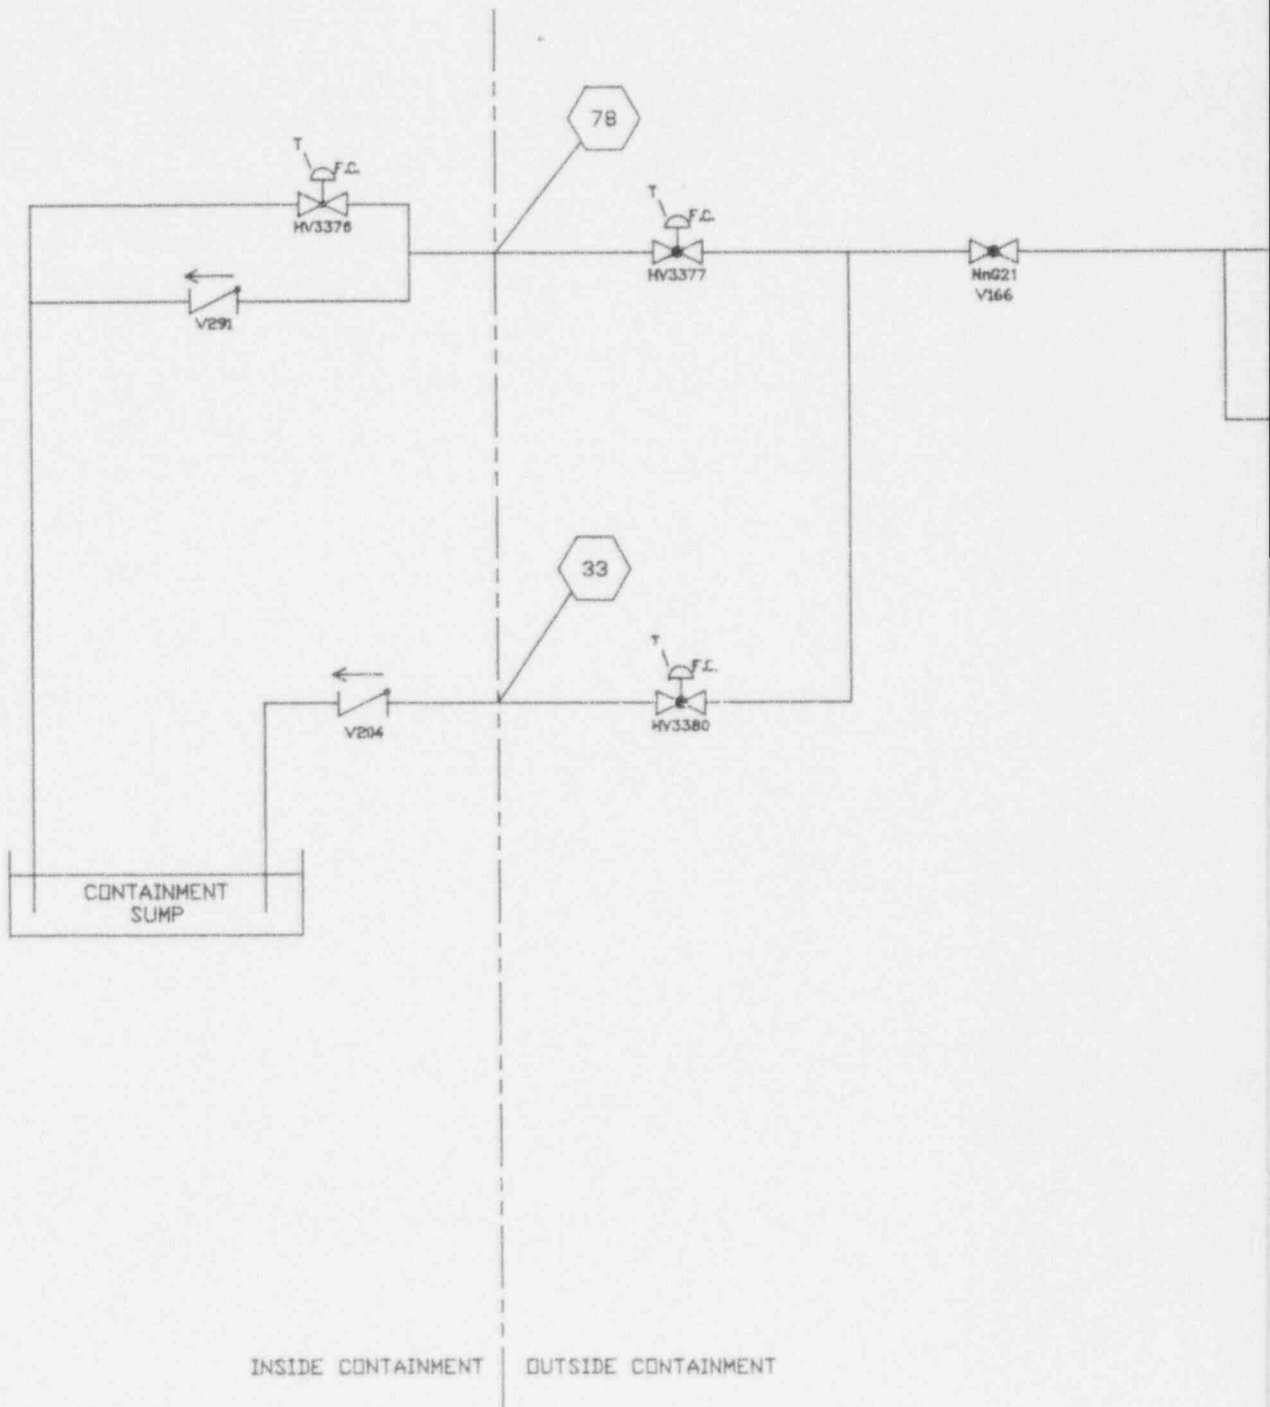 78
T
F.C.
HV3376
T
F.C.
HV3377
NnG21
V166
V291
33
T
F.C.
HV3380
V204
CONTAINMENT
SUMP
INSIDE CONTAINMENT
OUTSIDE CONTAINMENT